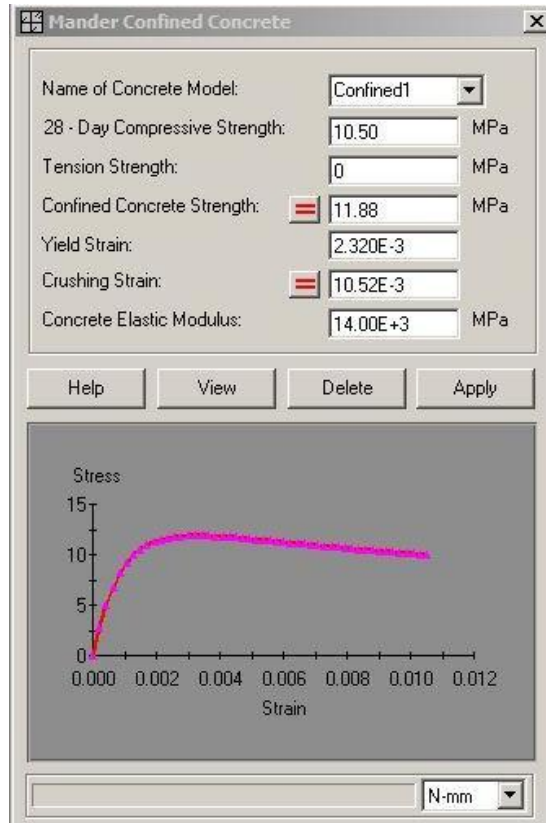 Mander Confined Concrete
Name of Concrete Model: Confined1
28 - Day Compressive Strength: 10.50 MPa
Tension Strength: 0 MPa
Confined Concrete Strength: = 11.88 MPa
Yield Strain: 2.320E-3
Crushing Strain: = 10.52E-3
Concrete Elastic Modulus: 14.00E+3 MPa
Help View Delete Apply
Stress
15
10
5
0
0.000 0.002 0.004 0.006 0.008 0.010 0.012
Strain
N-mm